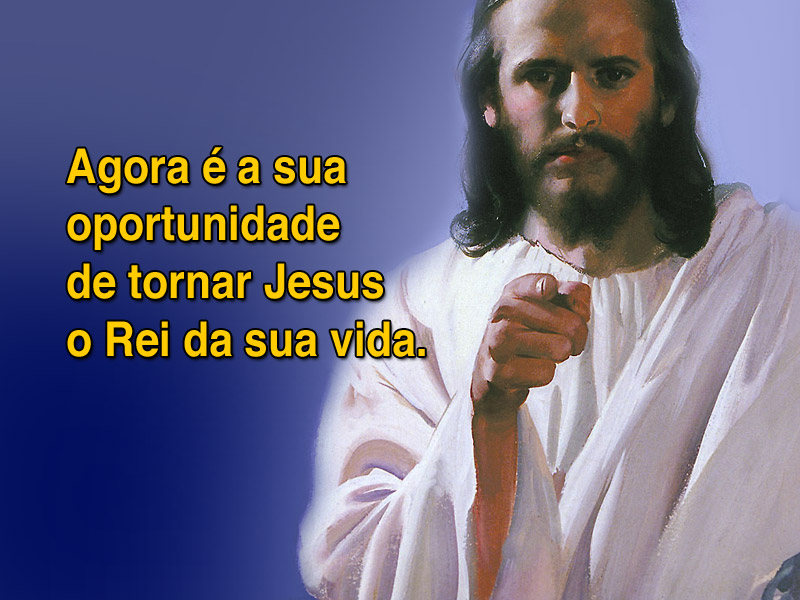 Agora é a sua
oportunidade
de tornar Jesus
o Rei da sua vida.